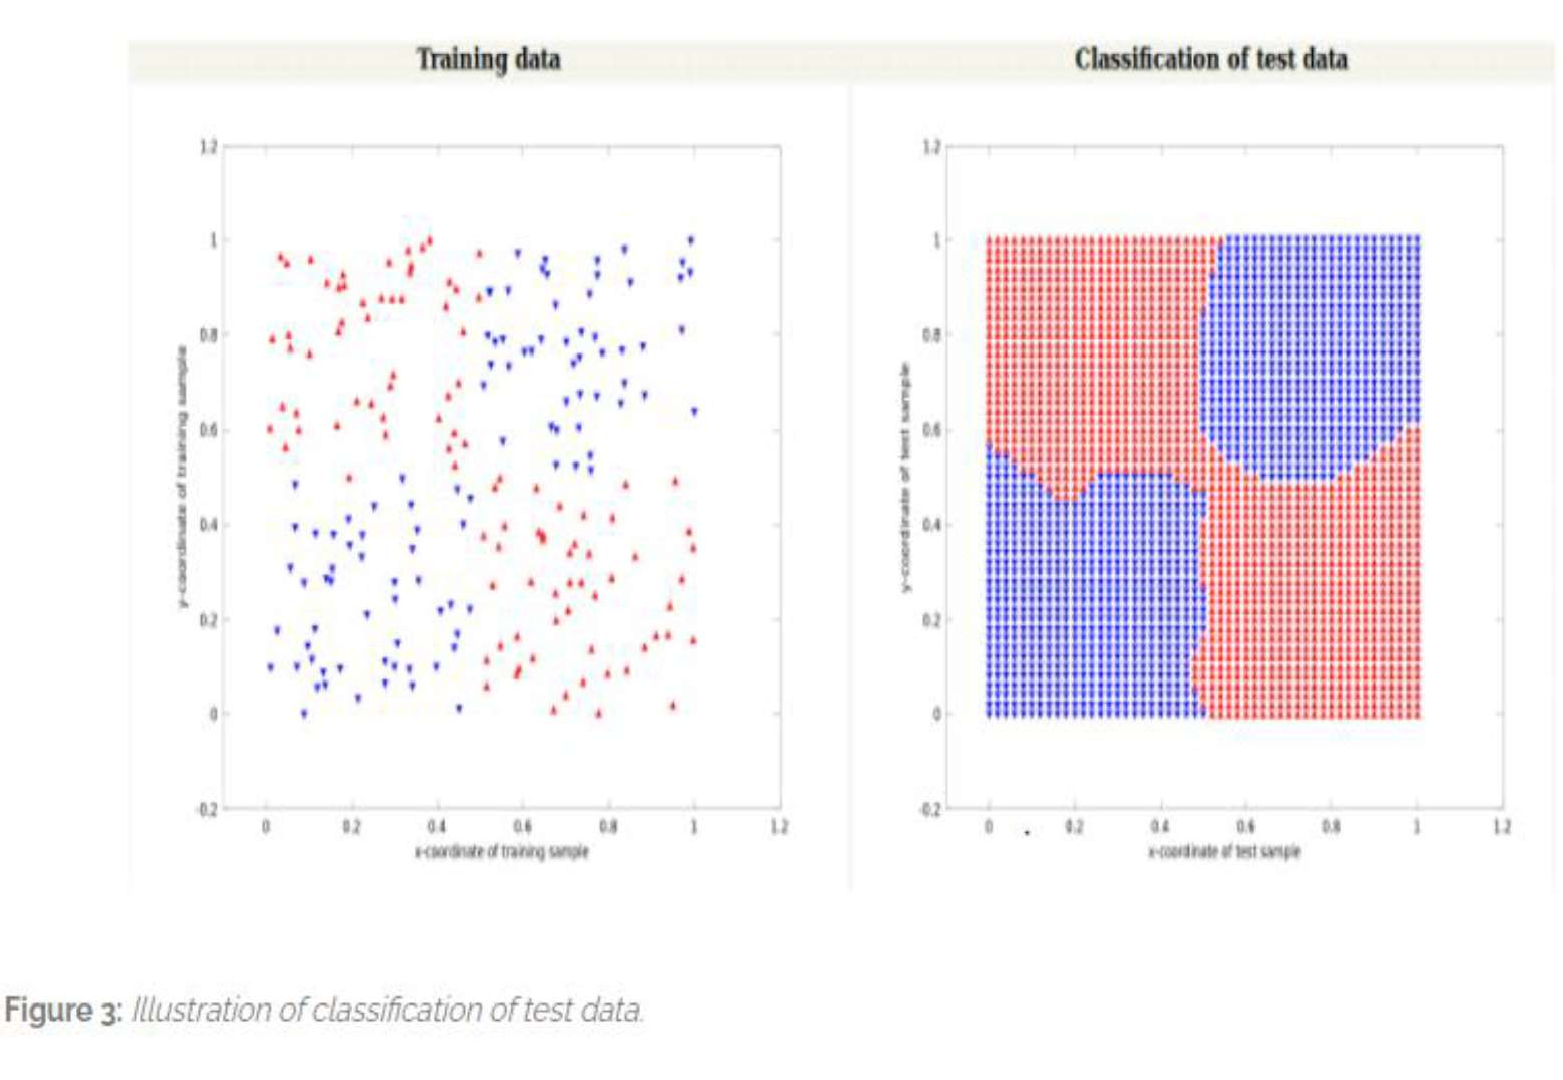 Training data
Classification of test data
1.2
1
0.8
0.6
0.4
0.2
0
-0.2
0 0.2 0.4 0.6 0.8 1 1.2
y-coordinate of training sample
x-coordinate of training sample
1.2
1
0.8
0.6
0.4
0.2
0
-0.2
0 0.2 0.4 0.6 0.8 1 1.2
y-coordinate of test sample
x-coordinate of test sample
Figure 3: Illustration of classification of test data.